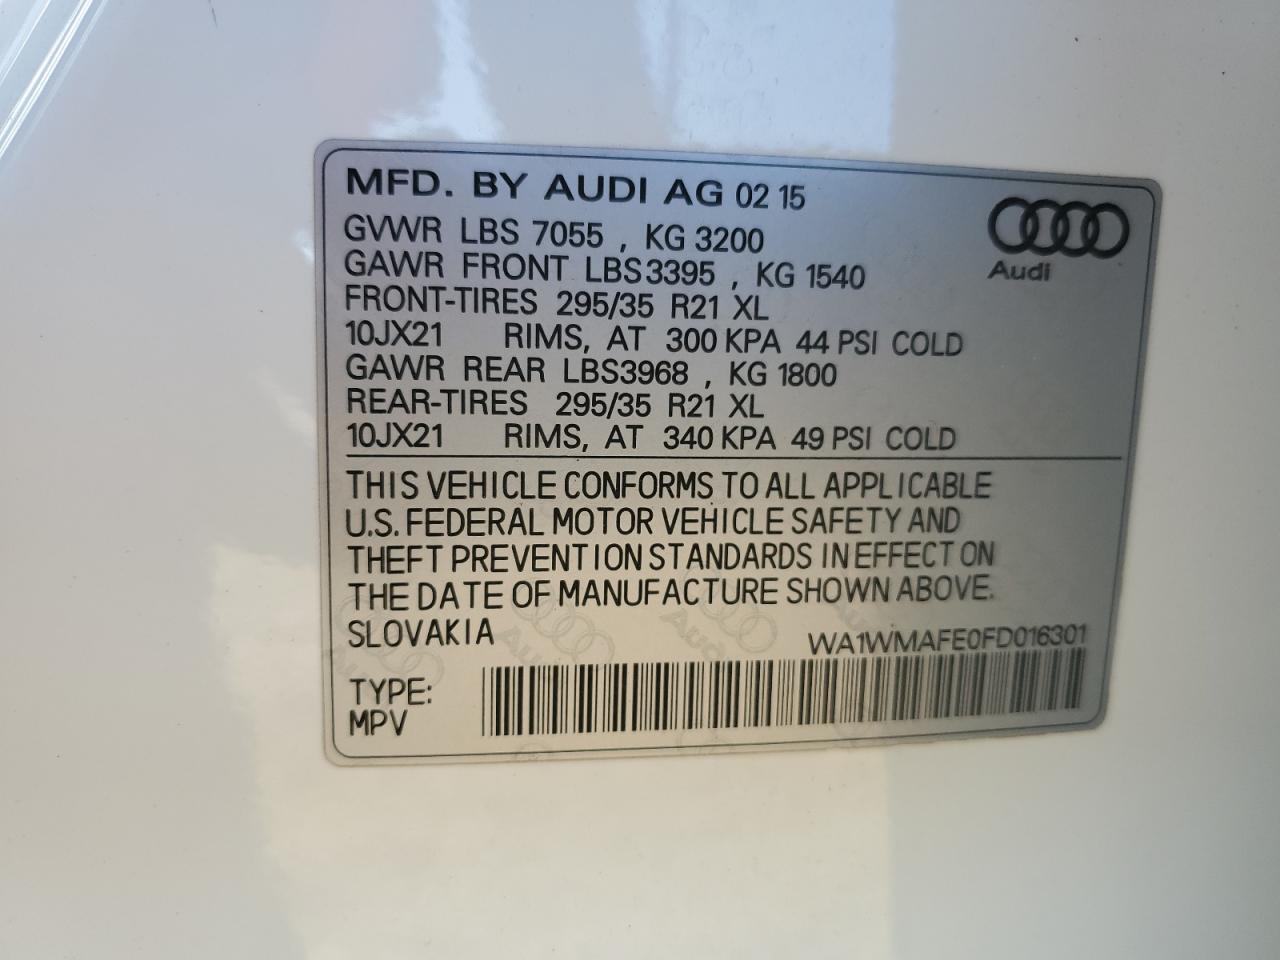 MFD. BY AUDI AG 02 15
GVWR LBS 7055 , KG 3200
GAWR FRONT LBS3395 , KG 1540
FRONT-TIRES 295/35 R21 XL
10JX21 RIMS, AT 300 KPA 44 PSI COLD
GAWR REAR LBS3968 , KG 1800
REAR-TIRES 295/35 R21 XL
10JX21 RIMS, AT 340 KPA 49 PSI COLD
Audi
THIS VEHICLE CONFORMS TO ALL APPLICABLE
U.S. FEDERAL MOTOR VEHICLE SAFETY AND
THEFT PREVENTION STANDARDS IN EFFECT ON
THE DATE OF MANUFACTURE SHOWN ABOVE.
SLOVAKIA
WA1WMAFE0FD016301
TYPE:
MPV
Audi
Audi
Audi